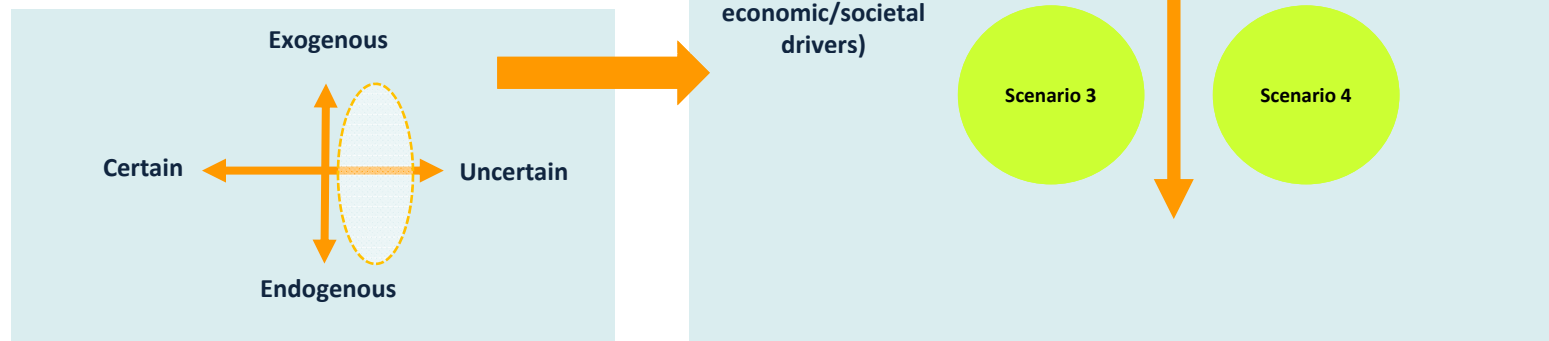 Exogenous
Certain
Uncertain
Endogenous
economic/societal
drivers)
Scenario 3
Scenario 4